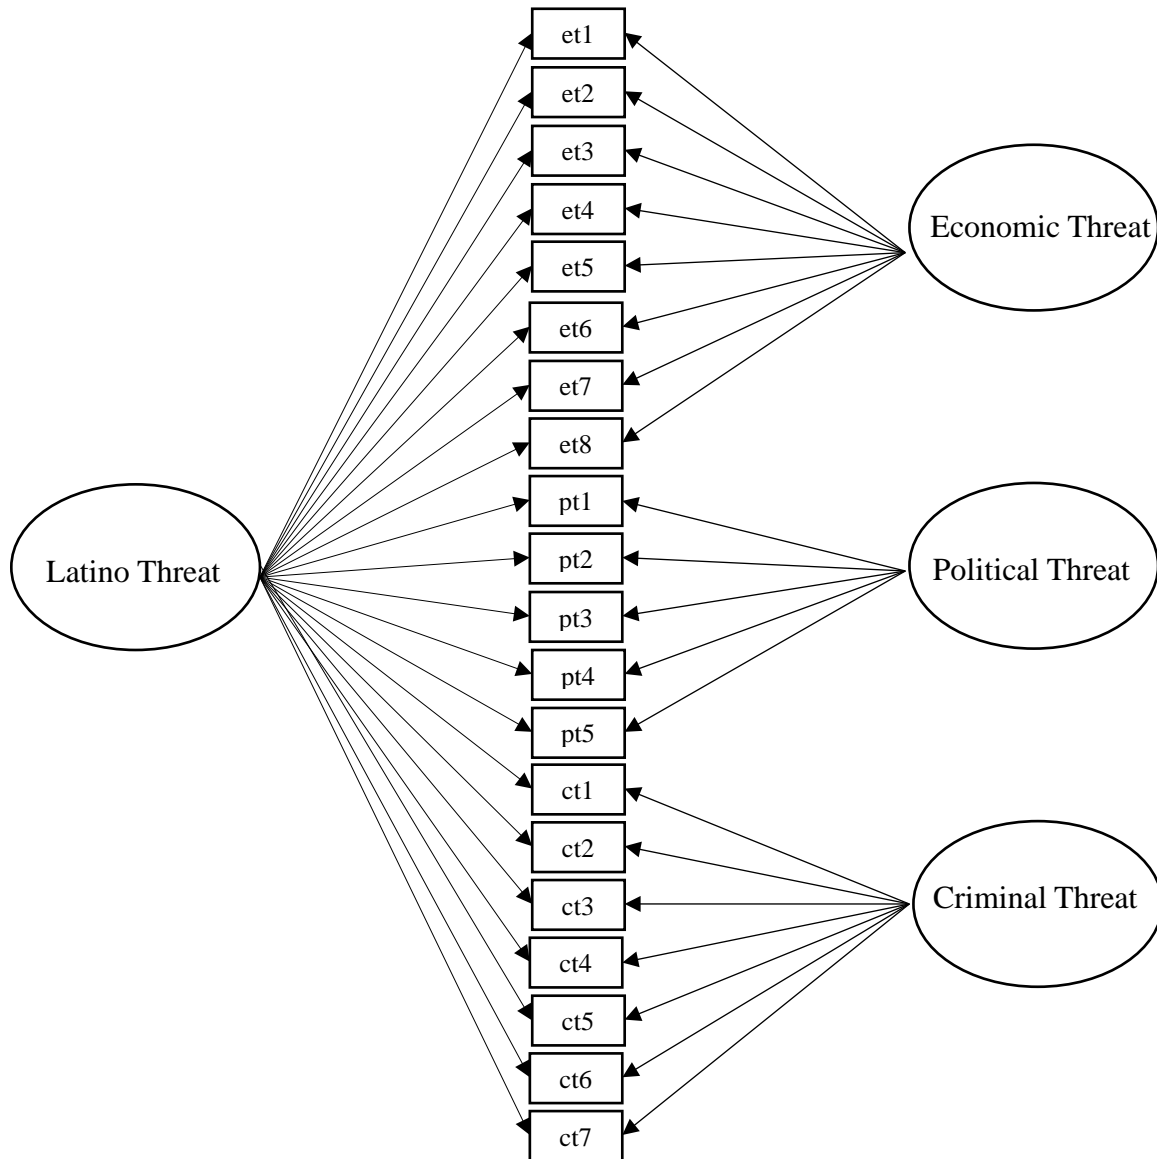 et1
et2
et3
et4
et5
et6
et7
et8
pt1
pt2
pt3
pt4
pt5
ct1
ct2
ct3
ct4
ct5
ct6
ct7
Latino Threat
Economic Threat
Political Threat
Criminal Threat